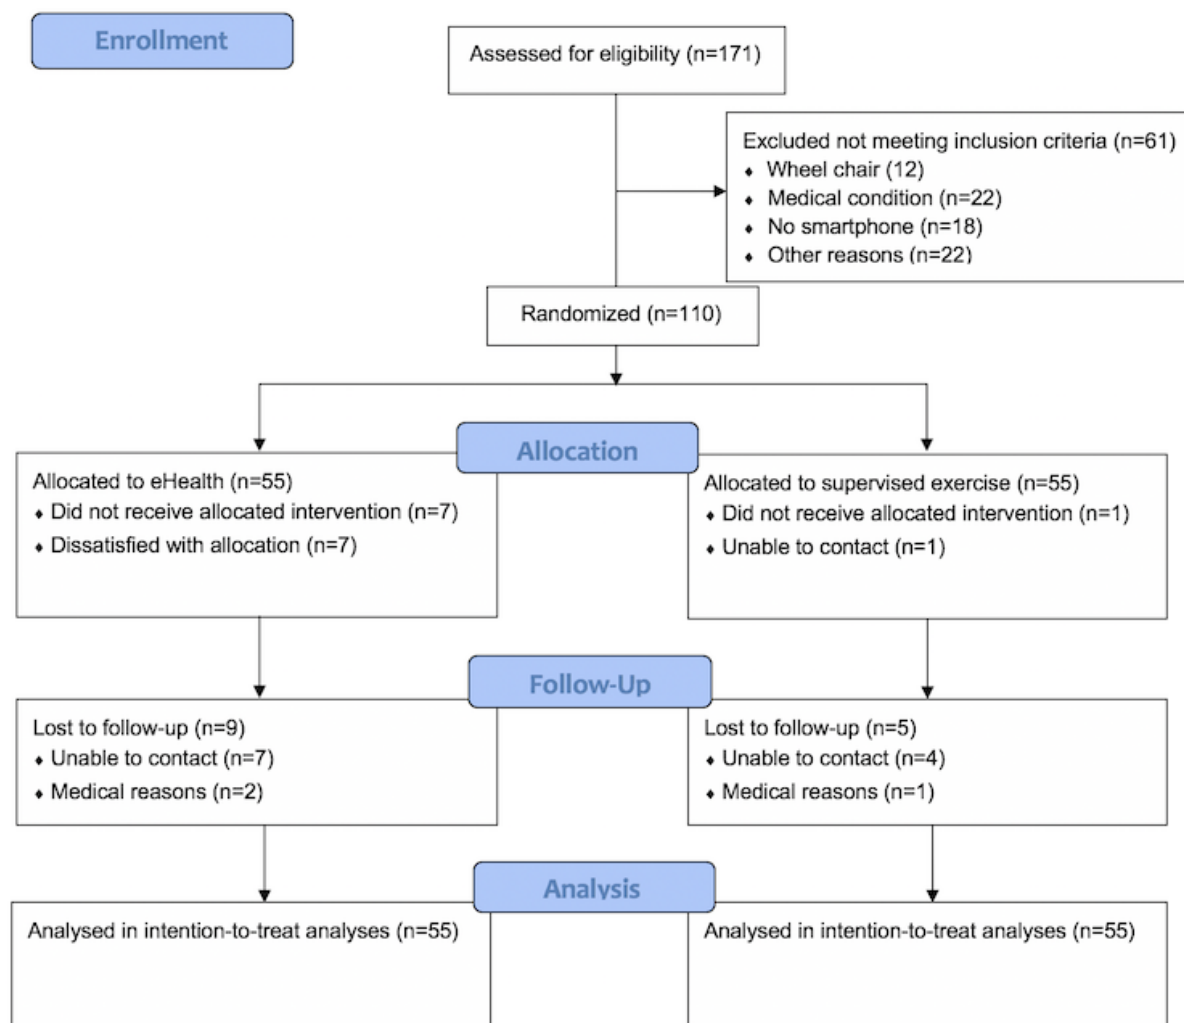 Enrollment
Assessed for eligibility (n=171)
Excluded not meeting inclusion criteria (n=61)
♦ Wheel chair (12)
♦ Medical condition (n=22)
♦ No smartphone (n=18)
♦ Other reasons (n=22)
Randomized (n=110)
Allocation
Allocated to eHealth (n=55)
♦ Did not receive allocated intervention (n=7)
♦ Dissatisfied with allocation (n=7)
Allocated to supervised exercise (n=55)
♦ Did not receive allocated intervention (n=1)
♦ Unable to contact (n=1)
Follow-Up
Lost to follow-up (n=9)
♦ Unable to contact (n=7)
♦ Medical reasons (n=2)
Lost to follow-up (n=5)
♦ Unable to contact (n=4)
♦ Medical reasons (n=1)
Analysis
Analysed in intention-to-treat analyses (n=55)
Analysed in intention-to-treat analyses (n=55)